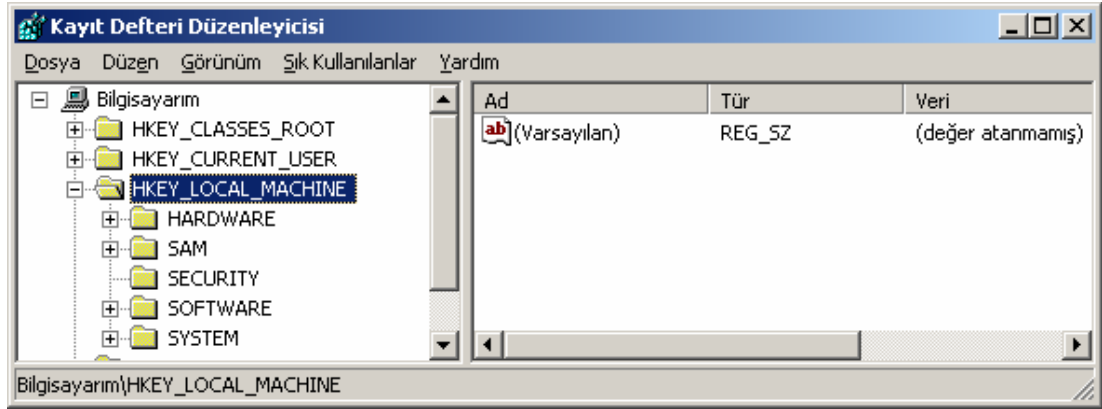 Kayıt Defteri Düzenleyicisi
Dosya Düzen Görünüm Sık Kullanılanlar Yardım
Bilgisayarım
HKEY_CLASSES_ROOT
HKEY_CURRENT_USER
HKEY_LOCAL_MACHINE
HARDWARE
SAM
SECURITY
SOFTWARE
SYSTEM
Ad Tür Veri
ab (Varsayılan) REG_SZ (değer atanmamış)
Bilgisayarım\HKEY_LOCAL_MACHINE